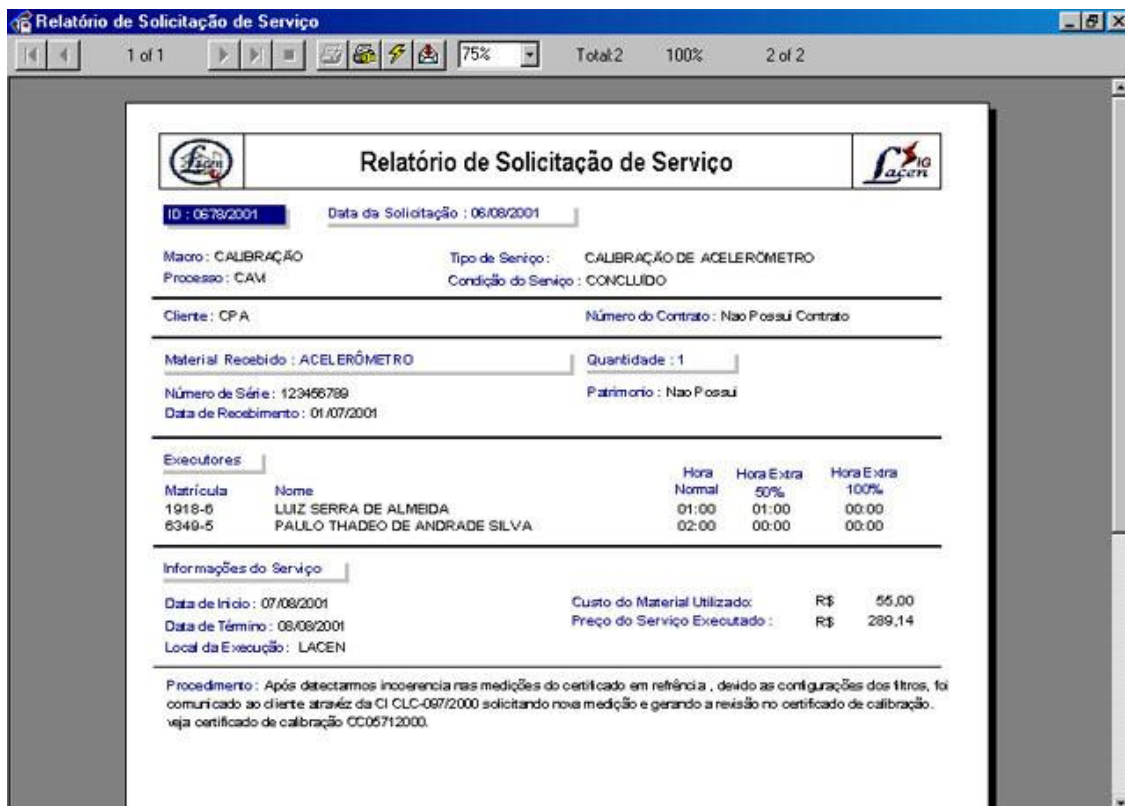 Relatório de Solicitação de Serviço
1 of 1 75% Total:2 100% 2 of 2
Lacen Relatório de Solicitação de Serviço SIG Lacen
ID : 0678/2001 Data da Solicitação : 06/08/2001
Macro : CALIBRAÇÃO Tipo de Serviço : CALIBRAÇÃO DE ACELERÔMETRO
Processo : CAM Condição do Serviço : CONCLUÍDO
Cliente : CPA Número do Contrato : Nao Possui Contrato
Material Recebido : ACELERÔMETRO Quantidade : 1
Número de Série : 123456789 Patrimorio : Nao Possui
Data de Recebimento : 01/07/2001
Executores
Hora Hora Extra Hora Extra
Matrícula Nome Normal 50% 100%
1918-6 LUIZ SERRA DE ALMEIDA 01:00 01:00 00:00
6349-5 PAULO THADEO DE ANDRADE SILVA 02:00 00:00 00:00
Informações do Serviço
Data de Início : 07/08/2001 Custo do Material Utilizado: R$ 55,00
Data de Término : 08/08/2001 Preço do Serviço Executado : R$ 289,14
Local da Execução : LACEN
Procedimento : Após detectarmos incoerencia nas medições do certificado em refrência , devido as configurações dos filtros, foi
comunicado ao cliente atravéz da CI CLC-097/2000 solicitando nova medição e gerando a revisão no certificado de calibração.
veja certificado de calibração CC05712000.